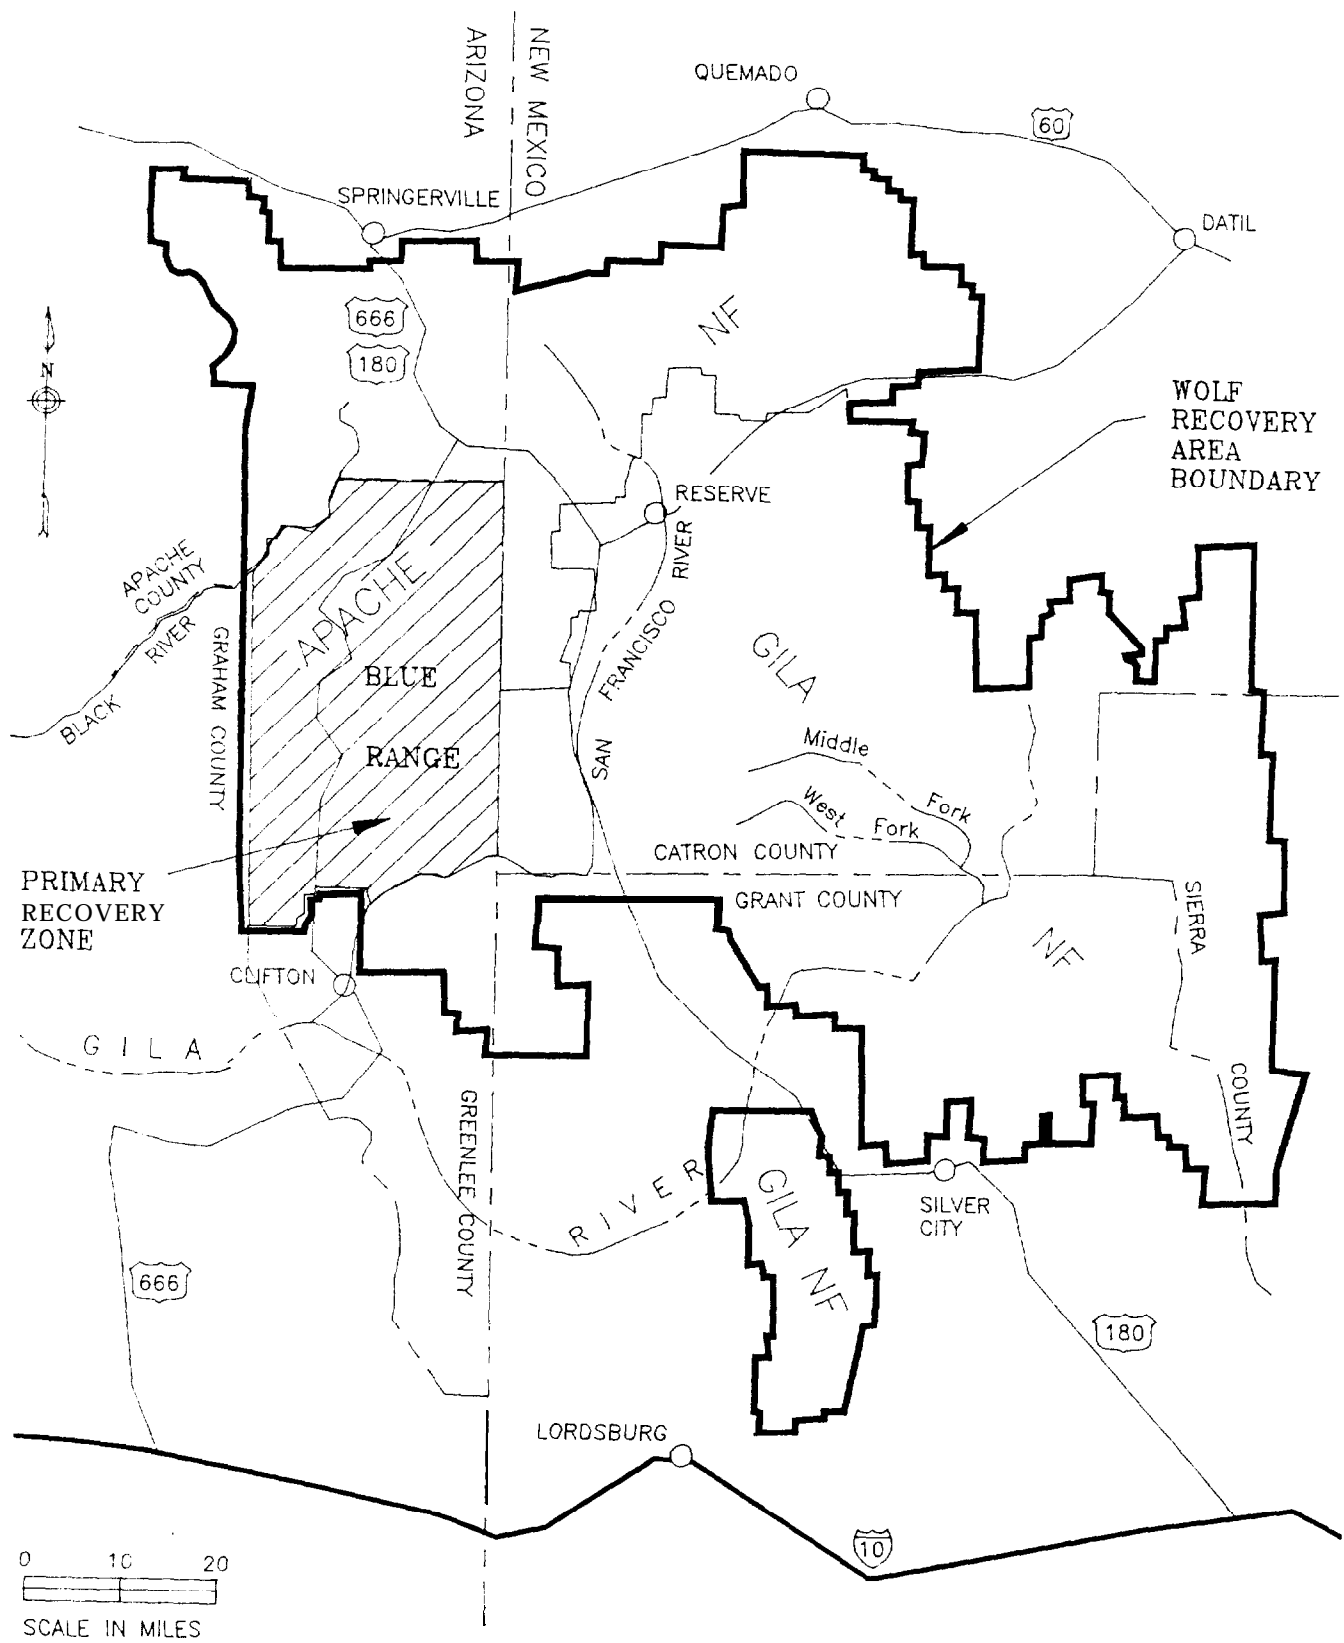 ARIZONA
NEW MEXICO
QUEMADO
60
SPRINGERVILLE
DATIL
666
180
NF
N
WOLF
RECOVERY
AREA
BOUNDARY
RESERVE
APACHE
COUNTY
BLACK RIVER
GRAHAM COUNTY
APACHE
BLUE
RANGE
SAN FRANCISCO RIVER
GILA
Middle Fork
West Fork
CATRON COUNTY
GRANT COUNTY
PRIMARY
RECOVERY
ZONE
SIERRA COUNTY
NF
CLIFTON
GILA RIVER
GREENLEE COUNTY
GILA NF
SILVER
CITY
666
180
LORDSBURG
10
0 10 20
SCALE IN MILES